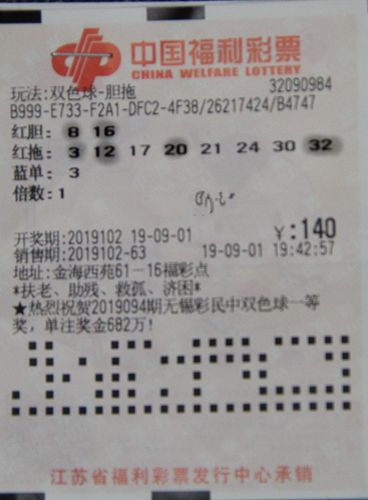 中国福利彩票
CHINA WELFARE LOTTERY
玩法:双色球-胆拖 32090984
B999-E733-F2A1-DFC2-4F38/26217424/B4747
红胆: 8 16
红拖: 3 12 17 20 21 24 30 32
蓝单: 3
倍数:1
开奖期:2019102 19-09-01 ¥:140
销售期:2019102-63 19-09-01 19:42:57
地址:金海西苑61-16福彩点
*扶老、助残、救孤、济困*
★热烈祝贺2019094期无锡彩民中双色球一等
奖,单注奖金682万!
江苏省福利彩票发行中心承销